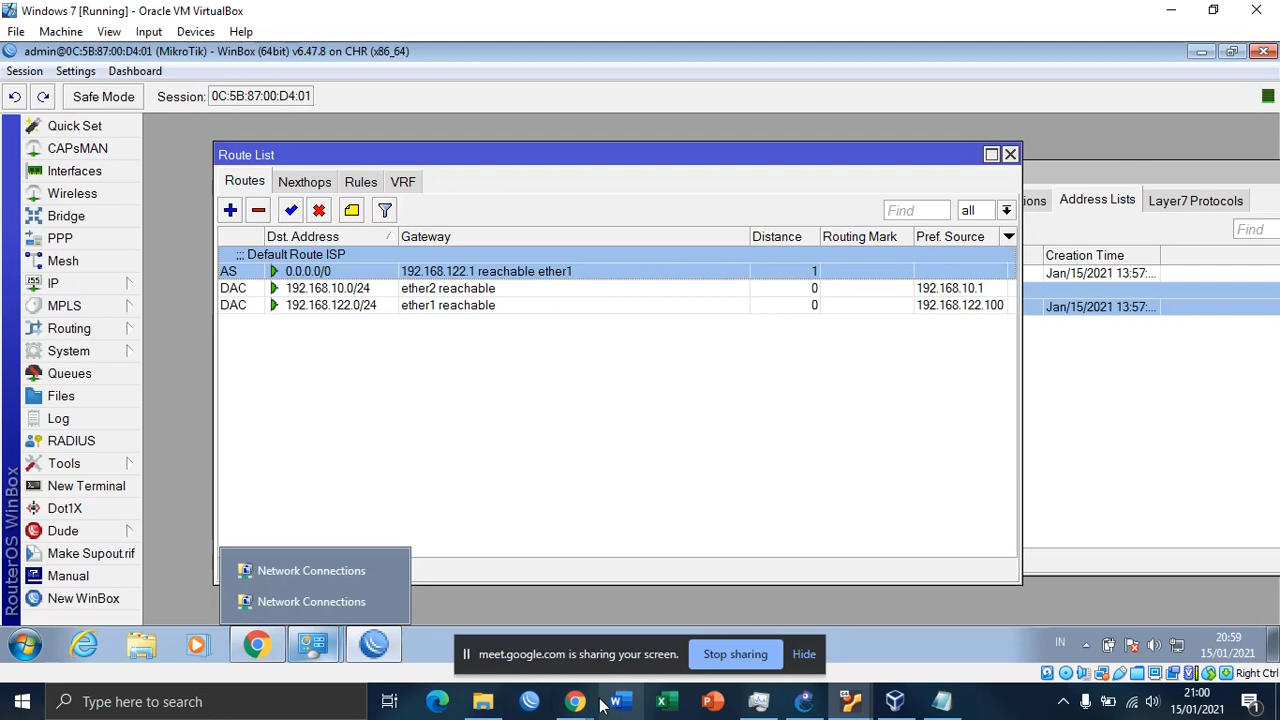 Windows 7 [Running] - Oracle VM VirtualBox
File Machine View Input Devices Help
admin@0C:5B:87:00:D4:01 (MikroTik) - WinBox (64bit) v6.47.8 on CHR (x86_64)
Session Settings Dashboard
Safe Mode Session: 0C:5B:87:00:D4:01
Quick Set
CAPsMAN
Interfaces
Wireless
Bridge
PPP
Mesh
IP
MPLS
Routing
System
Queues
Files
Log
RADIUS
Tools
New Terminal
Dot1X
Dude
Make Supout.rif
Manual
New WinBox
RouterOS WinBox
Route List
Routes Nexthops Rules VRF
Find all
Dst. Address Gateway Distance Routing Mark Pref. Source
;;; Default Route ISP
AS 0.0.0.0/0 192.168.122.1 reachable ether1 1
DAC 192.168.10.0/24 ether2 reachable 0 192.168.10.1
DAC 192.168.122.0/24 ether1 reachable 0 192.168.122.100
ions Address Lists Layer7 Protocols
Find
Creation Time
Jan/15/2021 13:57:...
Jan/15/2021 13:57:...
Network Connections
Network Connections
meet.google.com is sharing your screen. Stop sharing Hide
IN 20:59
15/01/2021
Right Ctrl
Type here to search
21:00
15/01/2021
1